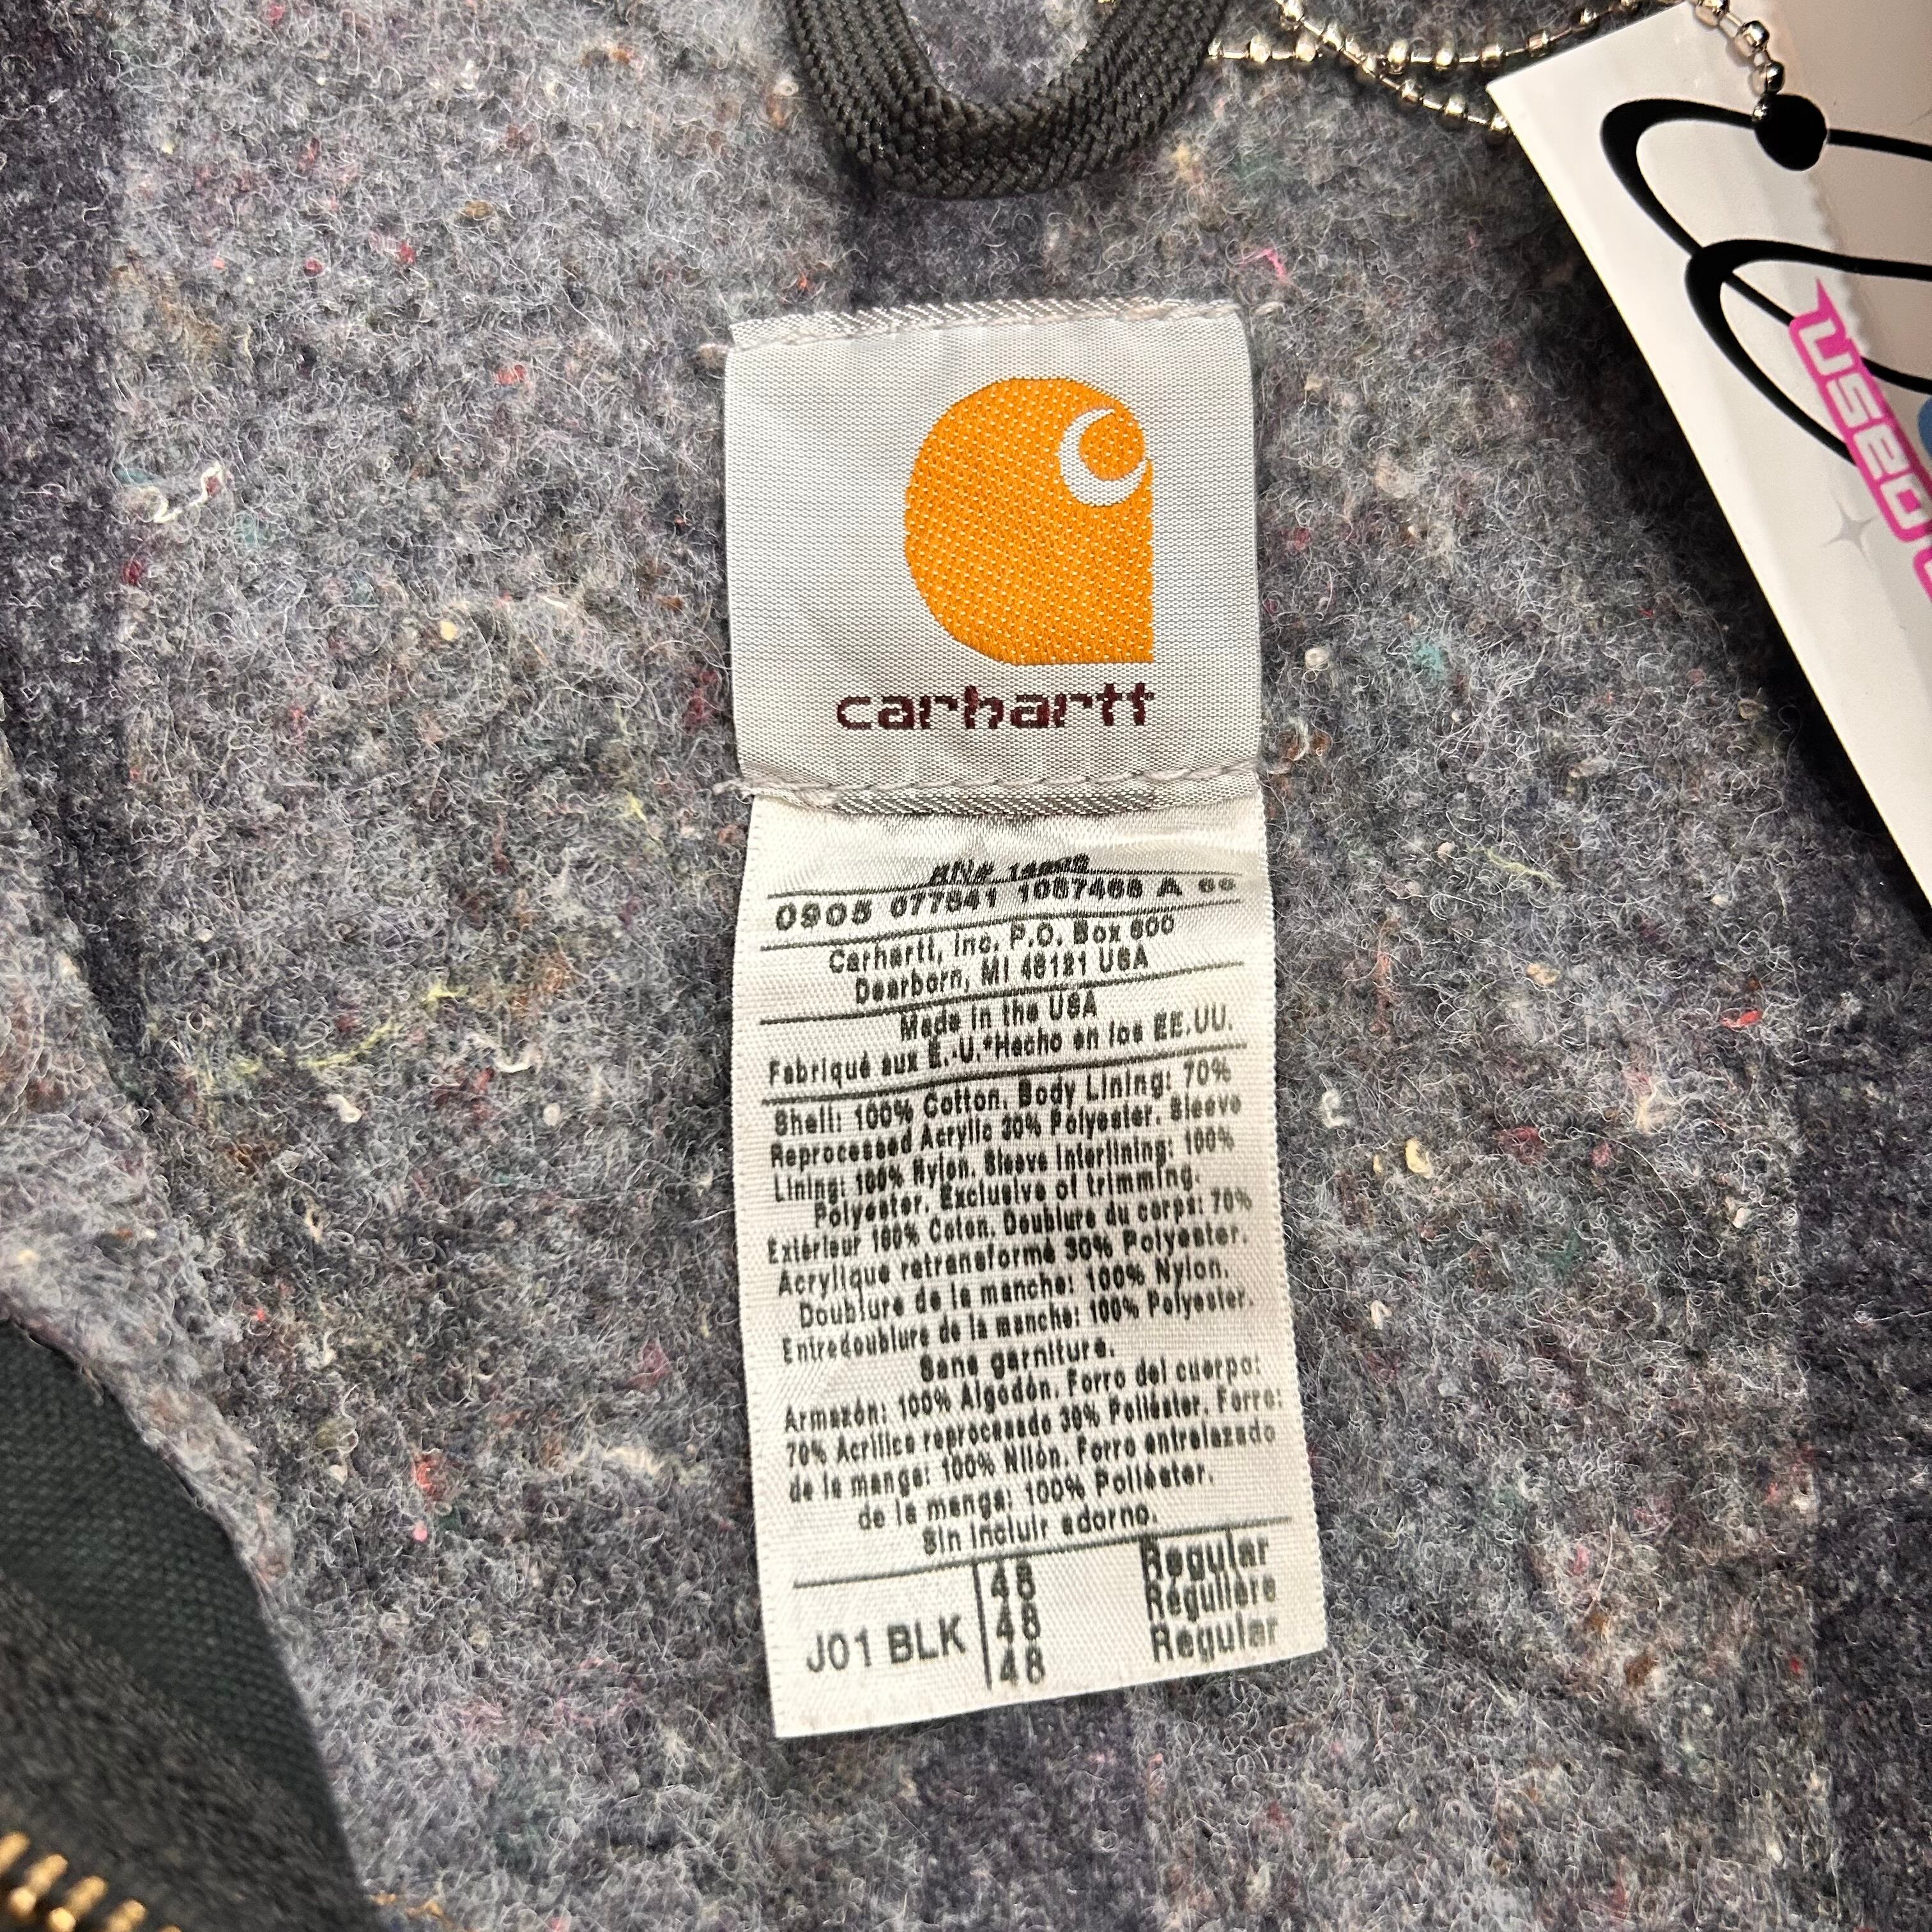 carhartt
RN# 14806
0905 077841 1087466 A 66
Carhartt, Inc. P.O. Box 600
Dearborn, MI 48121 USA
Made in the USA
Fabriqué aux É.-U.*Hecho en los EE.UU.
Shell: 100% Cotton. Body Lining: 70%
Reprocessed Acrylic 30% Polyester. Sleeve
Lining: 100% Nylon. Sleeve Interlining: 100%
Polyester. Exclusive of trimming.
Extérieur 100% Coton. Doublure du corps: 70%
Acrylique retransformé 30% Polyester.
Doublure de la manche: 100% Nylon.
Entredoublure de la manche: 100% Polyester.
Sans garniture.
Armazón: 100% Algodón. Forro del cuerpo:
70% Acrílico reprocesado 30% Poliéster. Forro:
de la manga: 100% Nilón. Forro entrelazado
de la manga: 100% Poliéster.
Sin incluir adorno.
J01 BLK
48 Regular
48 Régulière
48 Regular